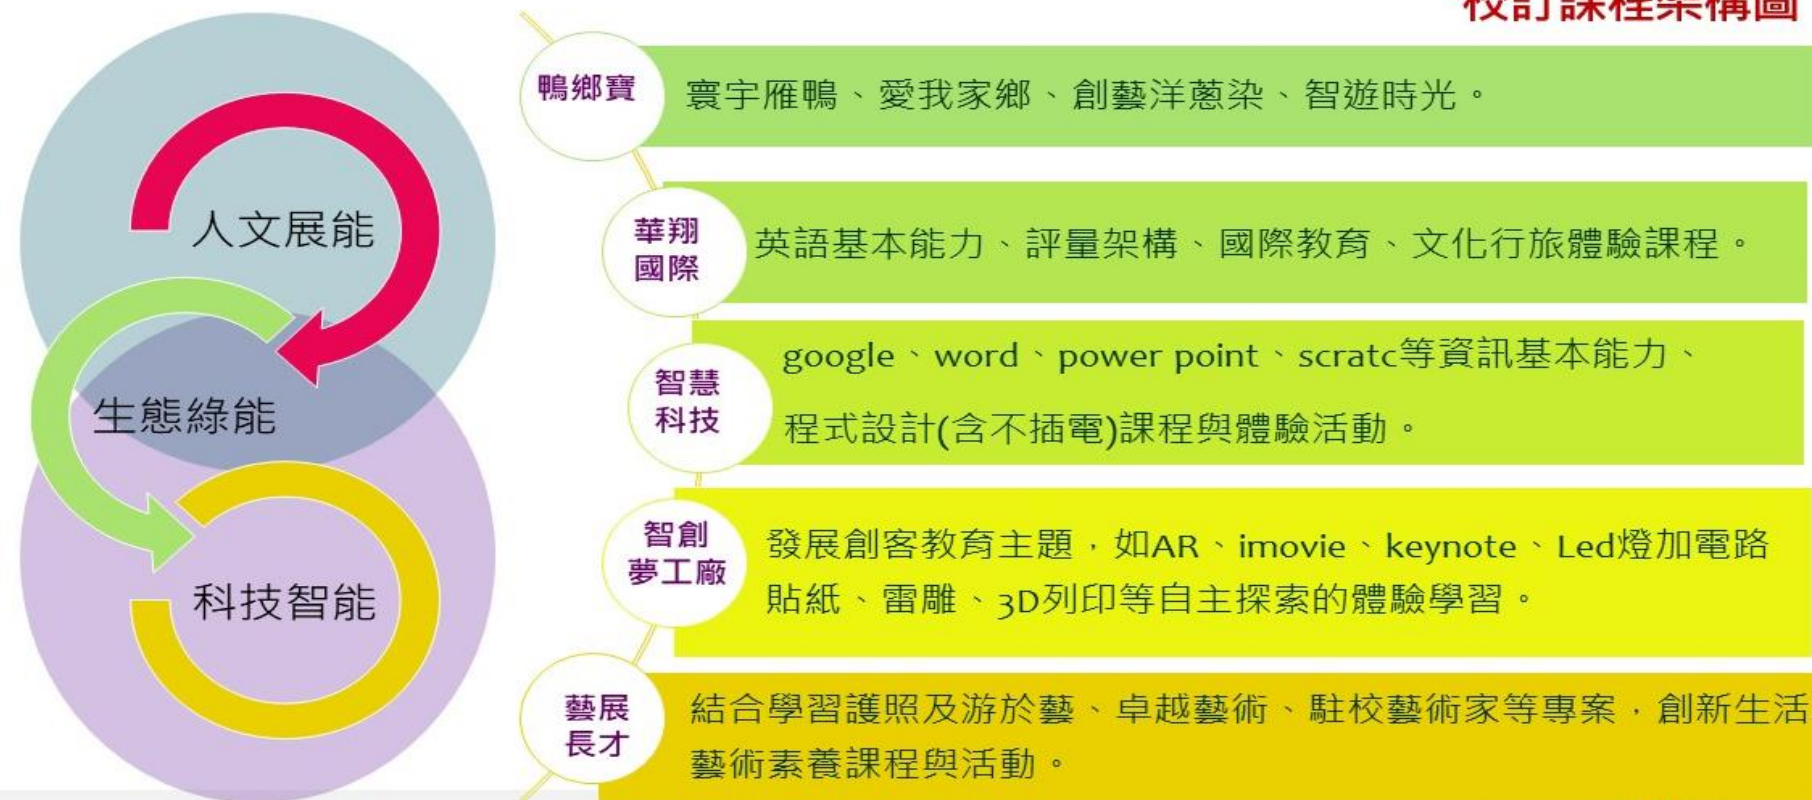 校訂課程架構圖
人文展能
生態綠能
科技智能
鴨鄉寶
寰宇雁鴨、愛我家鄉、創藝洋蔥染、智遊時光。
華翔
國際
英語基本能力、評量架構、國際教育、文化行旅體驗課程。
智慧
科技
google、word、power point、scratc等資訊基本能力、
程式設計(含不插電)課程與體驗活動。
智創
夢工廠
發展創客教育主題，如AR、imovie、keynote、Led燈加電路
貼紙、雷雕、3D列印等自主探索的體驗學習。
藝展
長才
結合學習護照及游於藝、卓越藝術、駐校藝術家等專案，創新生活
藝術素養課程與活動。